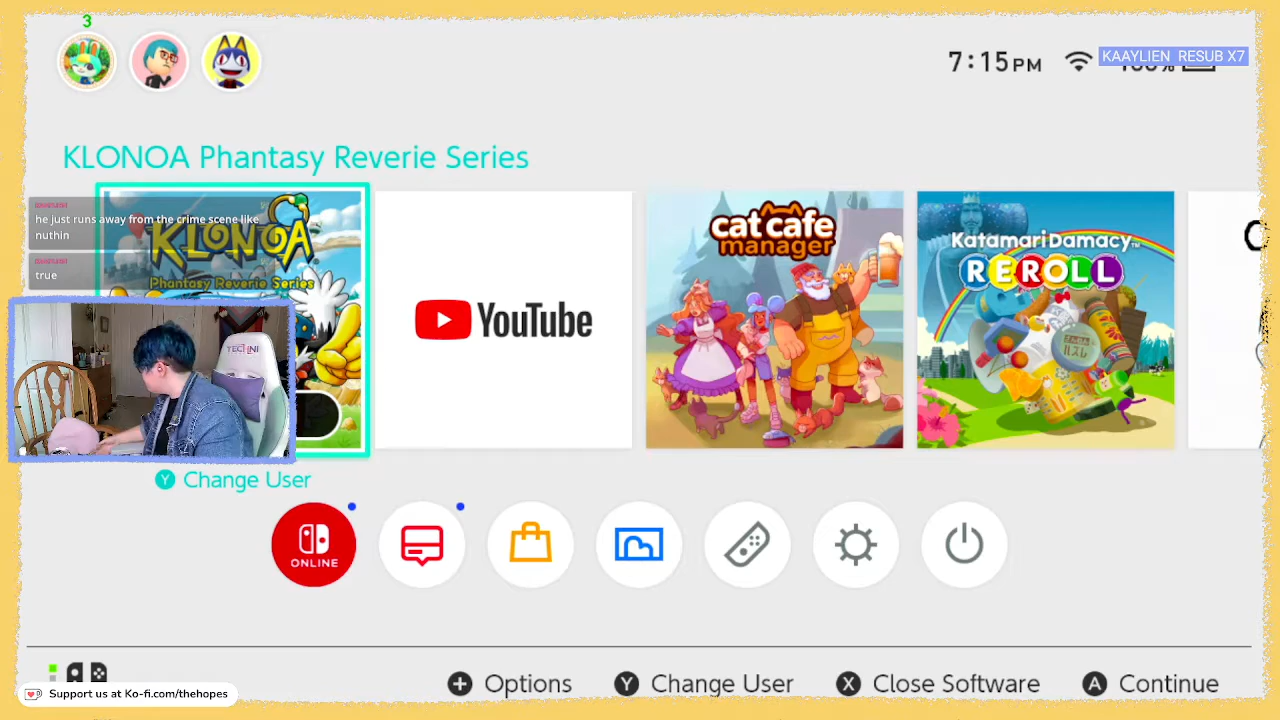 3
7:15 PM
KAAYLIEN RESUB X7
KLONOA Phantasy Reverie Series
he just runs away from the crime scene like
nuthin
true
KLONOA
Phantasy Reverie Series
YouTube
cat cafe
manager
Katamari Damacy
REROLL
Y Change User
ONLINE
Support us at Ko-fi.com/thehopes
+ Options
Y Change User
X Close Software
A Continue